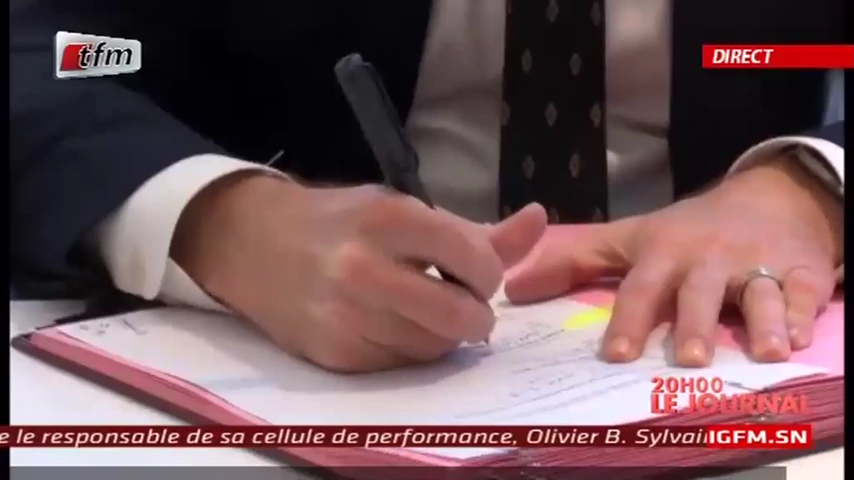 tfm
DIRECT
20H00
LE JOURNAL
e le responsable de sa cellule de performance, Olivier B. Sylvai
IGFM.SN